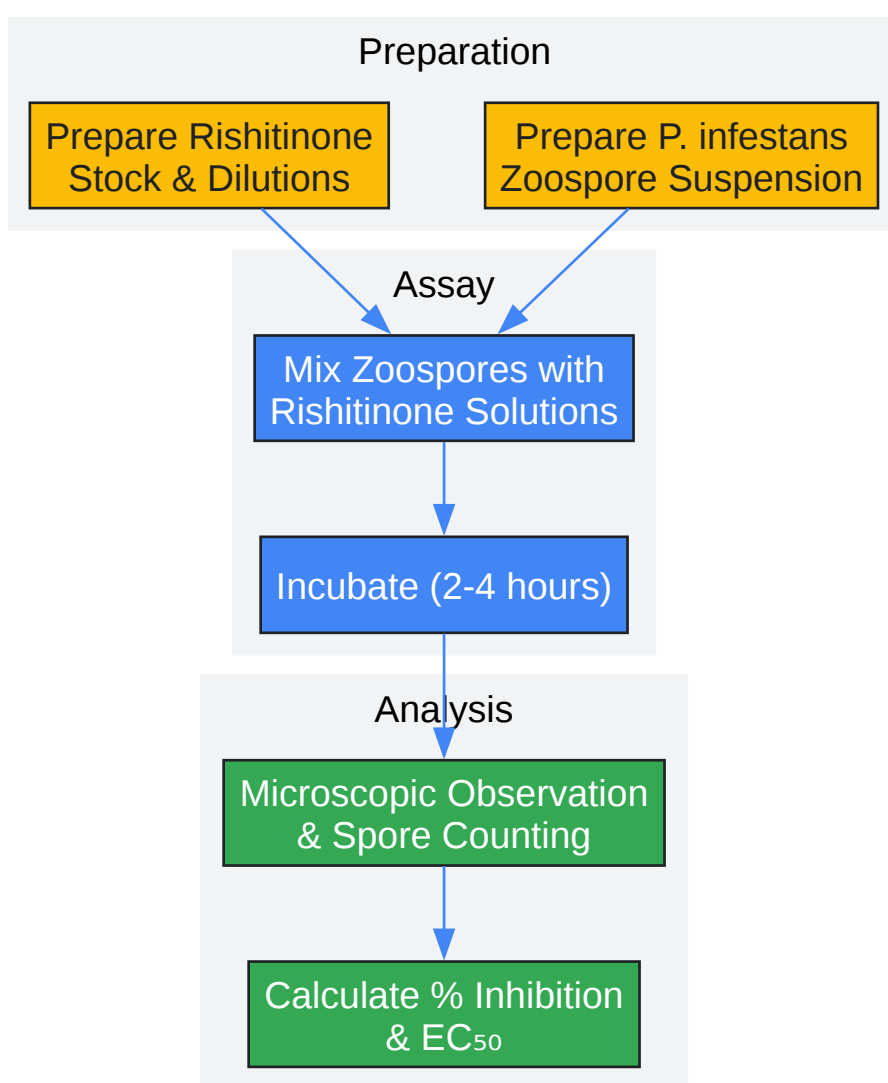 Preparation
Prepare Rishitinone
Stock & Dilutions
Prepare P. infestans
Zoospore Suspension
Assay
Mix Zoospores with
Rishitinone Solutions
Incubate (2-4 hours)
Analysis
Microscopic Observation
& Spore Counting
Calculate % Inhibition
& EC₅₀